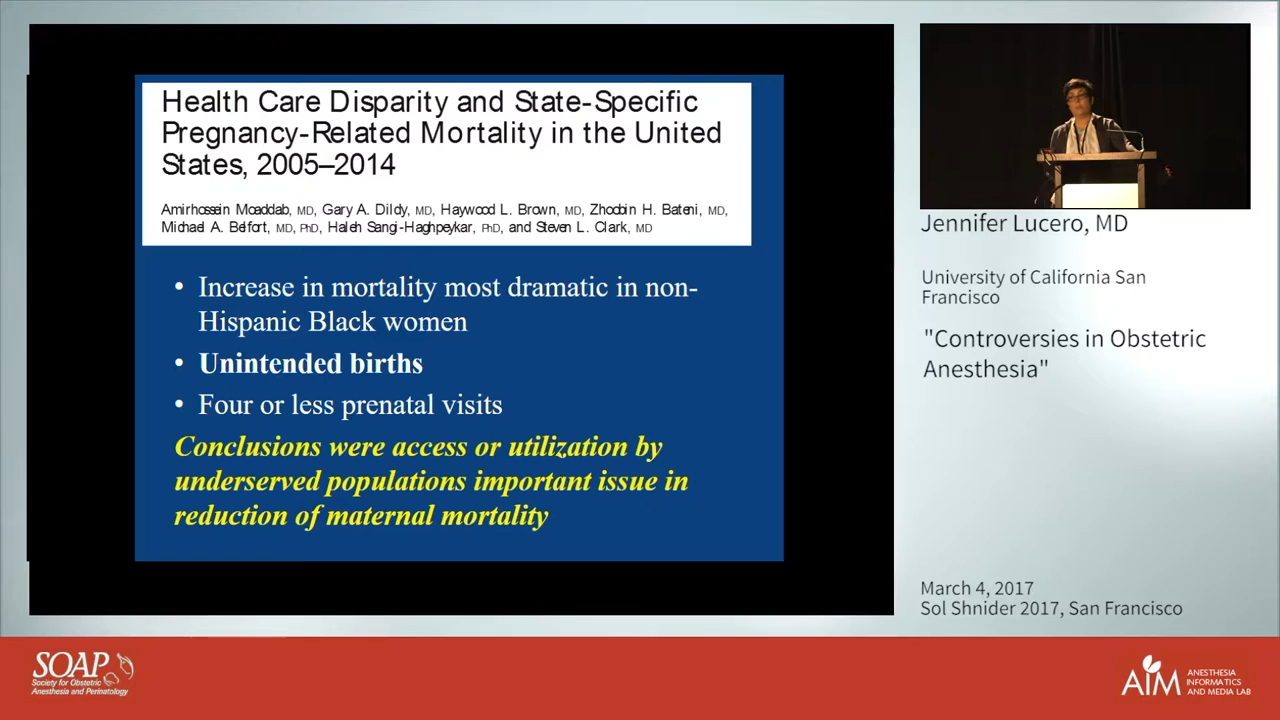 Health Care Disparity and State-Specific
Pregnancy-Related Mortality in the United
States, 2005–2014
Amirhossein Moaddab, MD, Gary A. Dildy, MD, Haywood L. Brown, MD, Zhoobin H. Bateni, MD,
Michael A. Belfort, MD, PhD, Haleh Sangi-Haghpeykar, PhD, and Steven L. Clark, MD
• Increase in mortality most dramatic in non-
Hispanic Black women
• Unintended births
• Four or less prenatal visits
Conclusions were access or utilization by
underserved populations important issue in
reduction of maternal mortality
Jennifer Lucero, MD
University of California San
Francisco
"Controversies in Obstetric
Anesthesia"
March 4, 2017
Sol Shnider 2017, San Francisco
SOAP
Society for Obstetric
Anesthesia and Perinatology
AIM
ANESTHESIA
INFORMATICS
AND MEDIA LAB